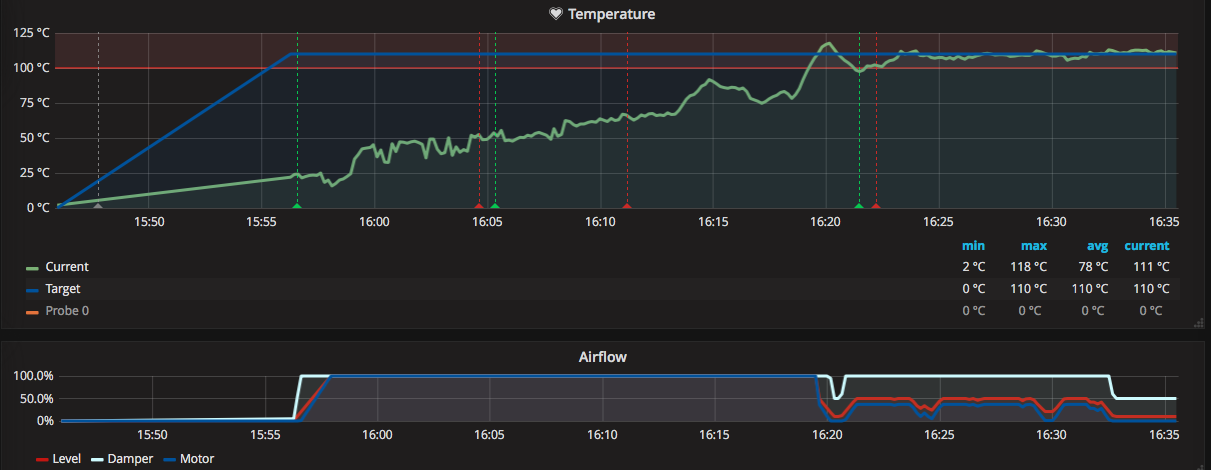 Temperature
125 °C
100 °C
75 °C
50 °C
25 °C
0 °C
15:50 15:55 16:00 16:05 16:10 16:15 16:20 16:25 16:30 16:35
min max avg current
Current 2 °C 118 °C 78 °C 111 °C
Target 0 °C 110 °C 110 °C 110 °C
Probe 0 0 °C 0 °C 0 °C 0 °C
Airflow
100.0%
50.0%
0%
15:50 15:55 16:00 16:05 16:10 16:15 16:20 16:25 16:30 16:35
Level Damper Motor